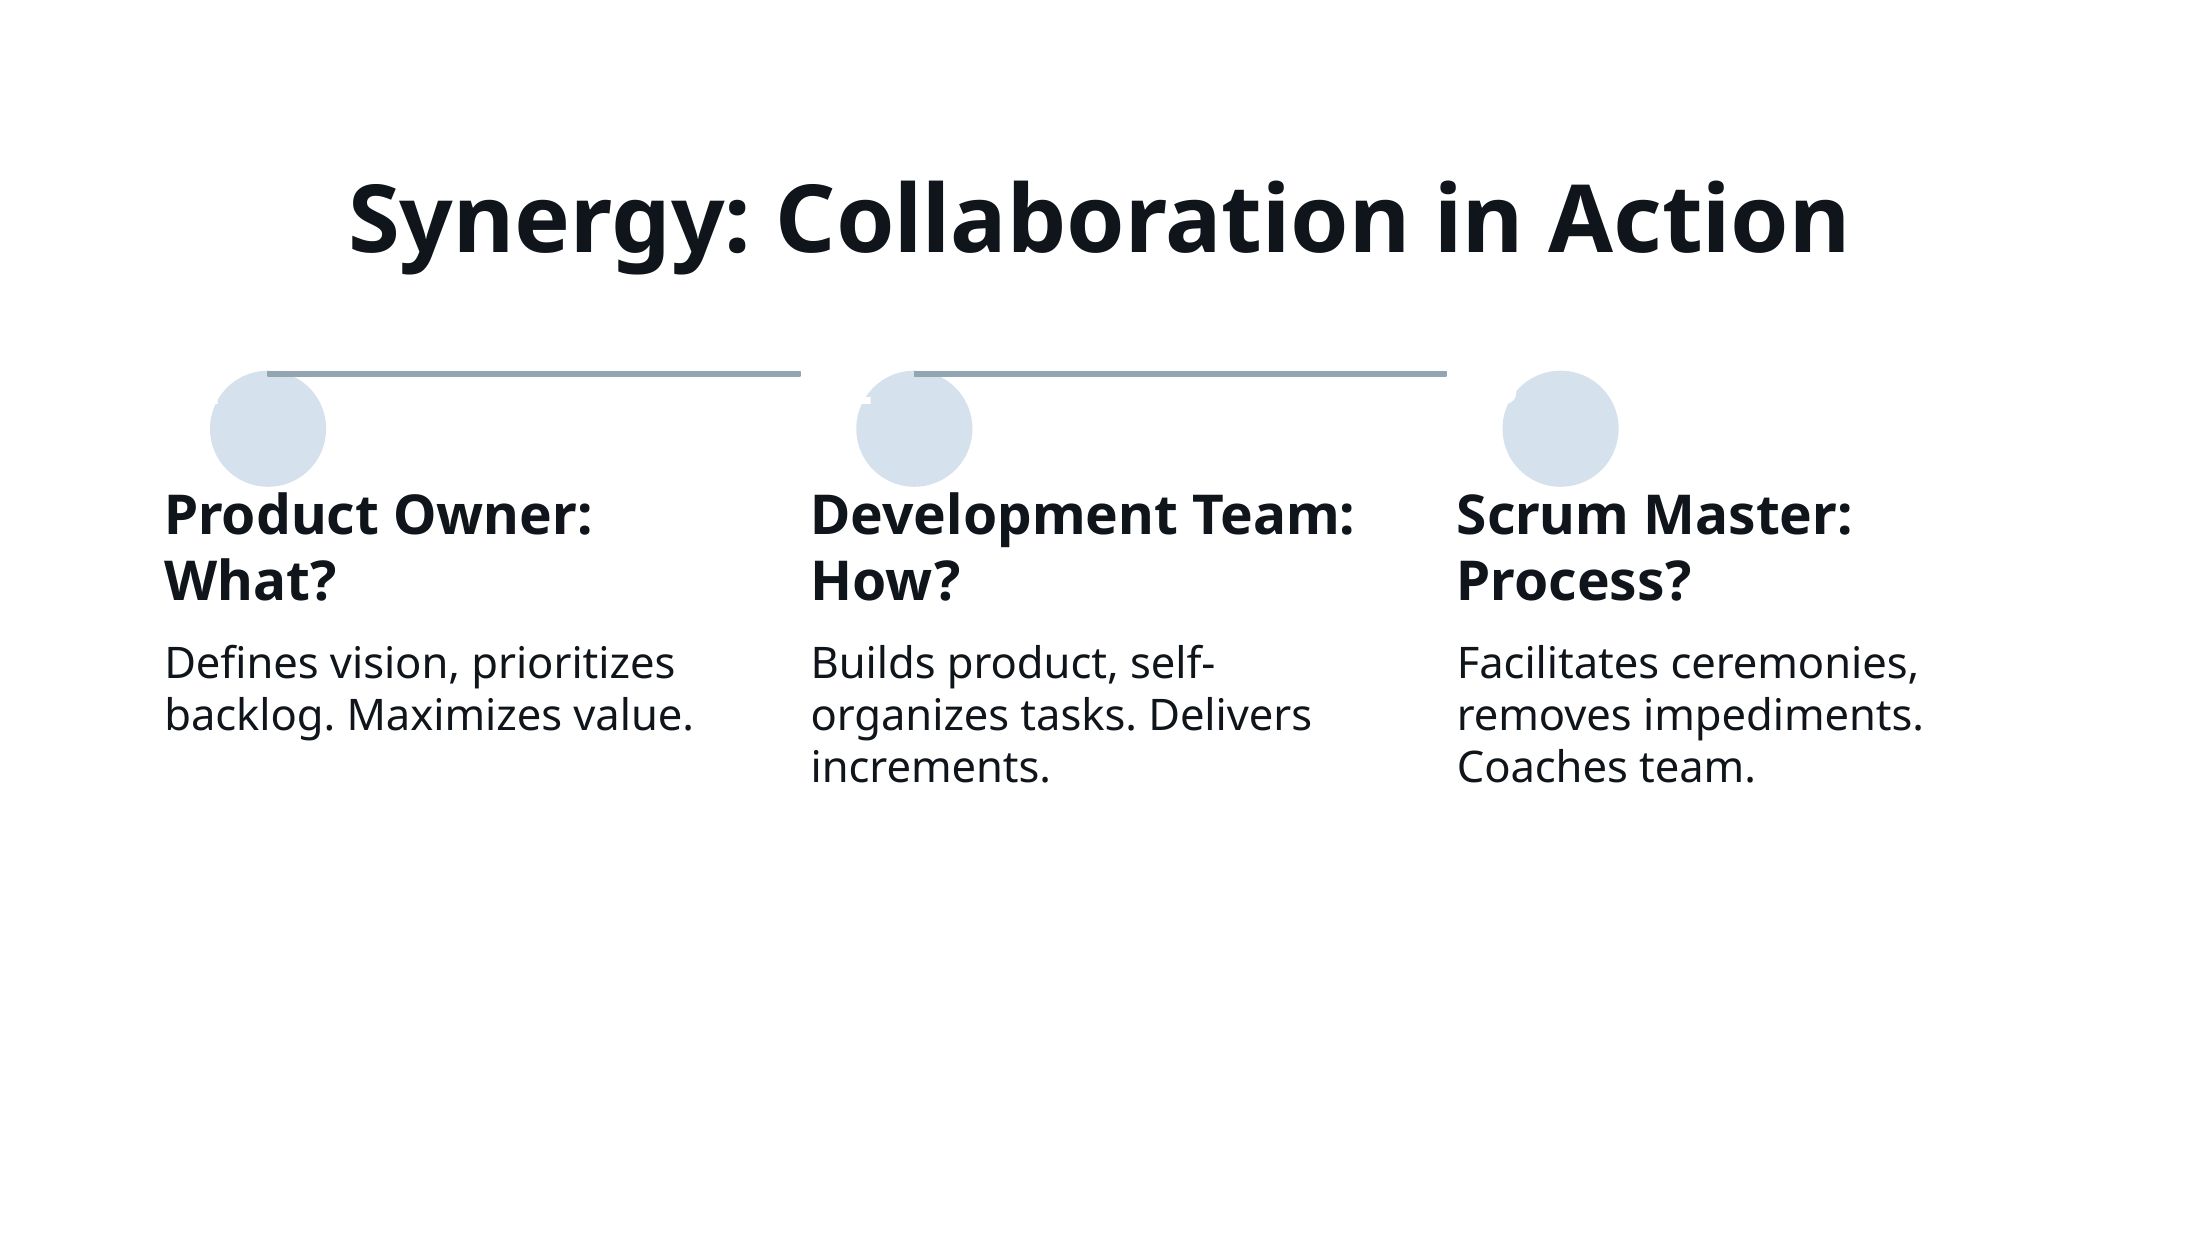 Synergy: Collaboration in Action
Product Owner:
What?
Defines vision, prioritizes
backlog. Maximizes value.
Development Team:
How?
Builds product, self-
organizes tasks. Delivers
increments.
Scrum Master:
Process?
Facilitates ceremonies,
removes impediments.
Coaches team.